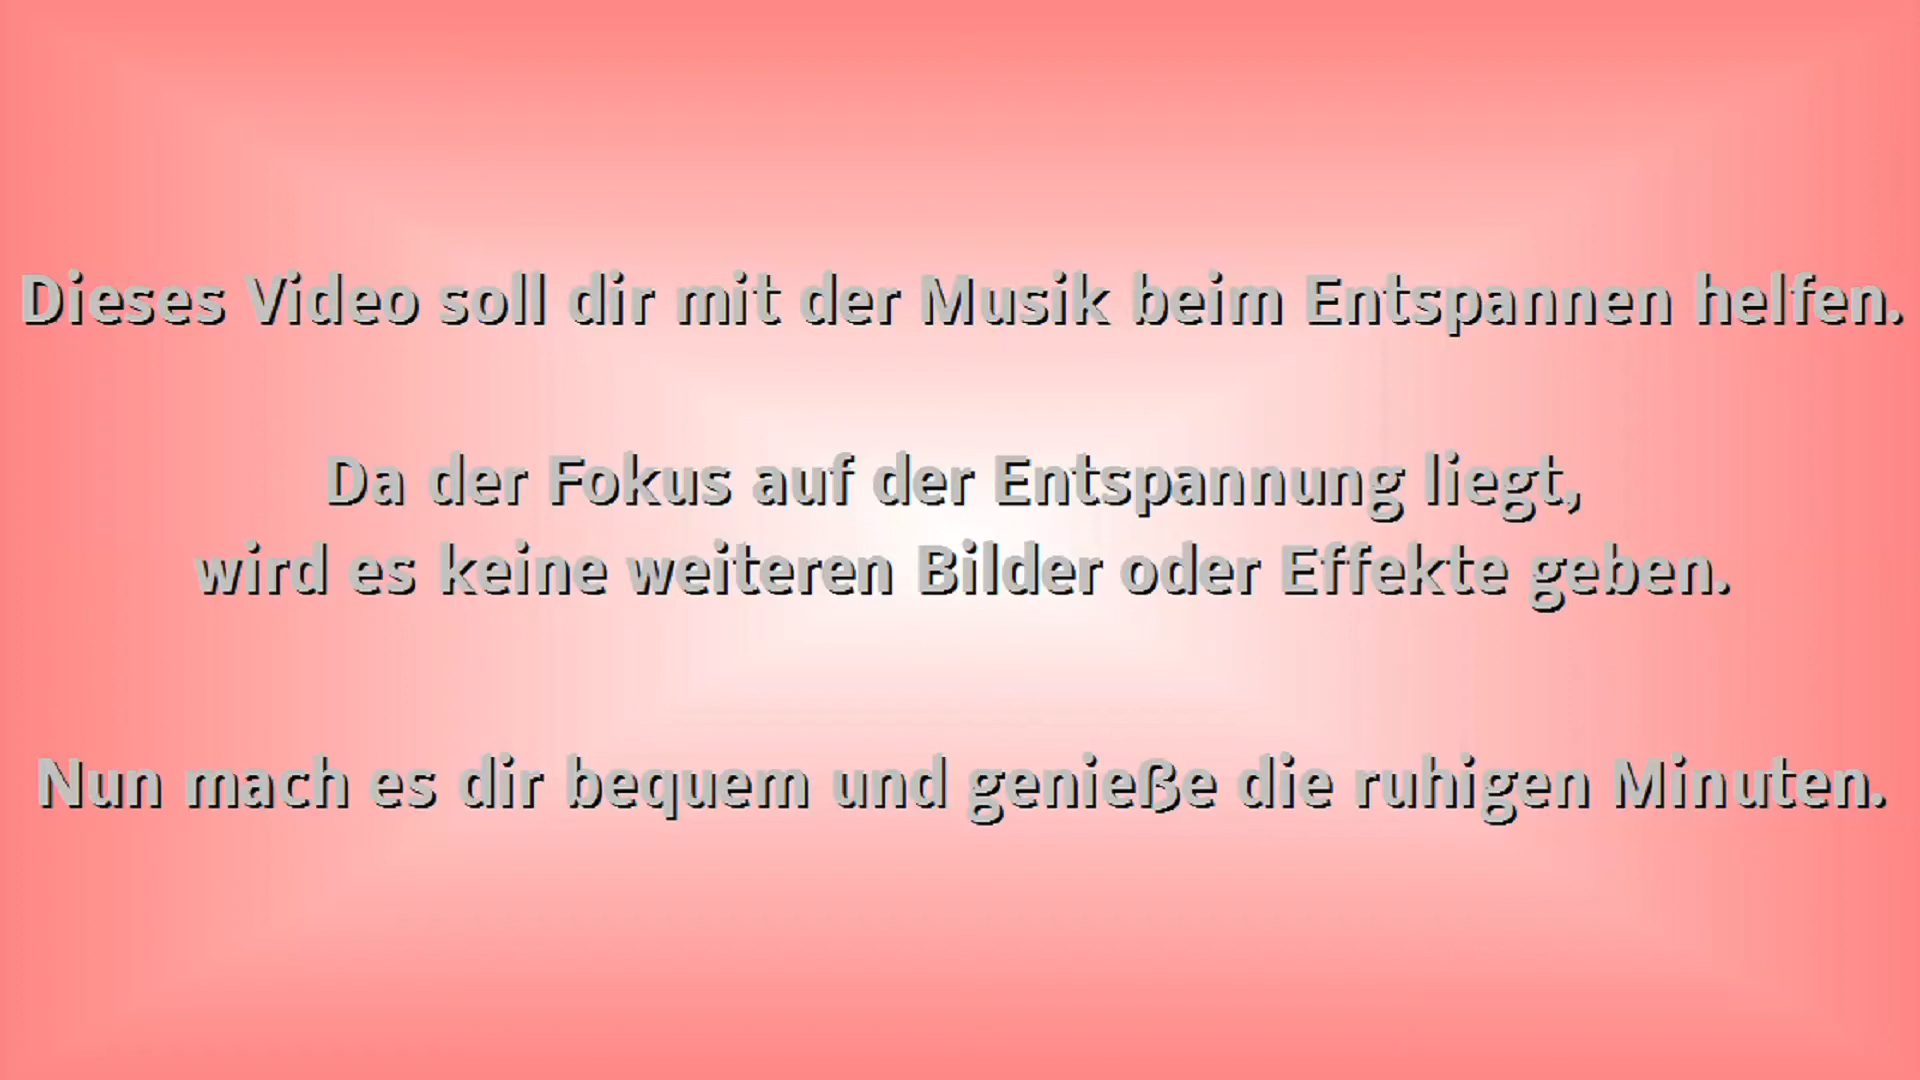 Dieses Video soll dir mit der Musik beim Entspannen helfen.
Da der Fokus auf der Entspannung liegt,
wird es keine weiteren Bilder oder Effekte geben.
Nun mach es dir bequem und genieße die ruhigen Minuten.